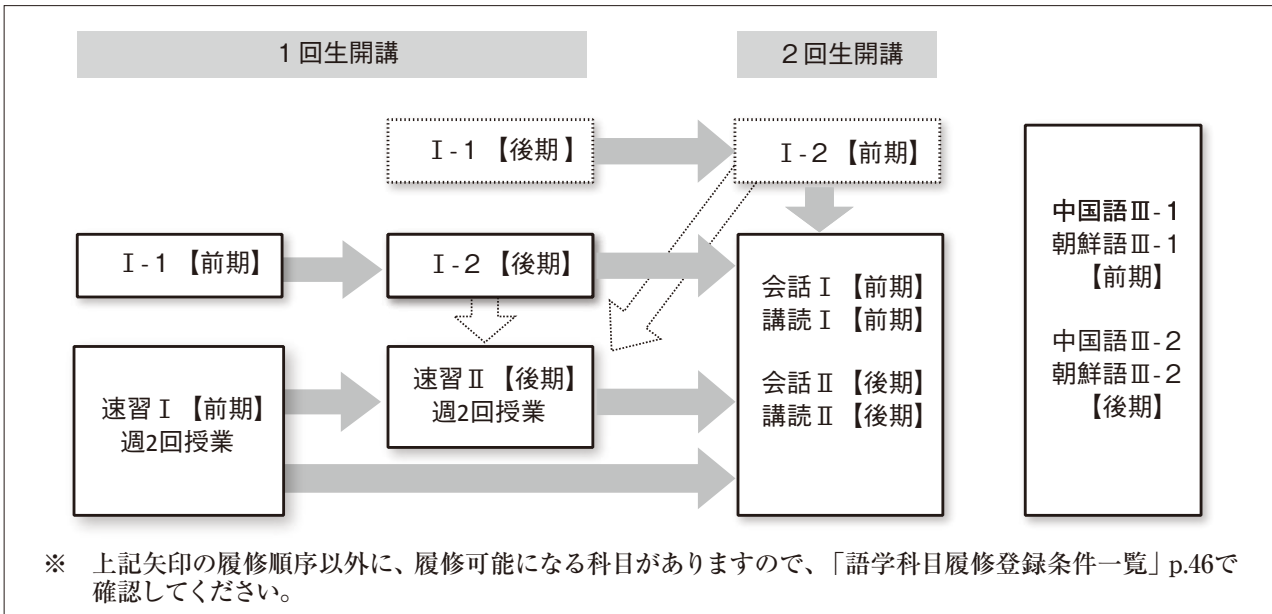 1回生開講
2回生開講
Ⅰ-1 【後期】
Ⅰ-2 【前期】
Ⅰ-1 【前期】
Ⅰ-2 【後期】
速習Ⅰ 【前期】
週2回授業
速習Ⅱ 【後期】
週2回授業
会話Ⅰ 【前期】
講読Ⅰ 【前期】
会話Ⅱ 【後期】
講読Ⅱ 【後期】
中国語Ⅲ-1
朝鮮語Ⅲ-1
【前期】
中国語Ⅲ-2
朝鮮語Ⅲ-2
【後期】
※ 上記矢印の履修順序以外に、履修可能になる科目がありますので、「語学科目履修登録条件一覧」p.46で
確認してください。